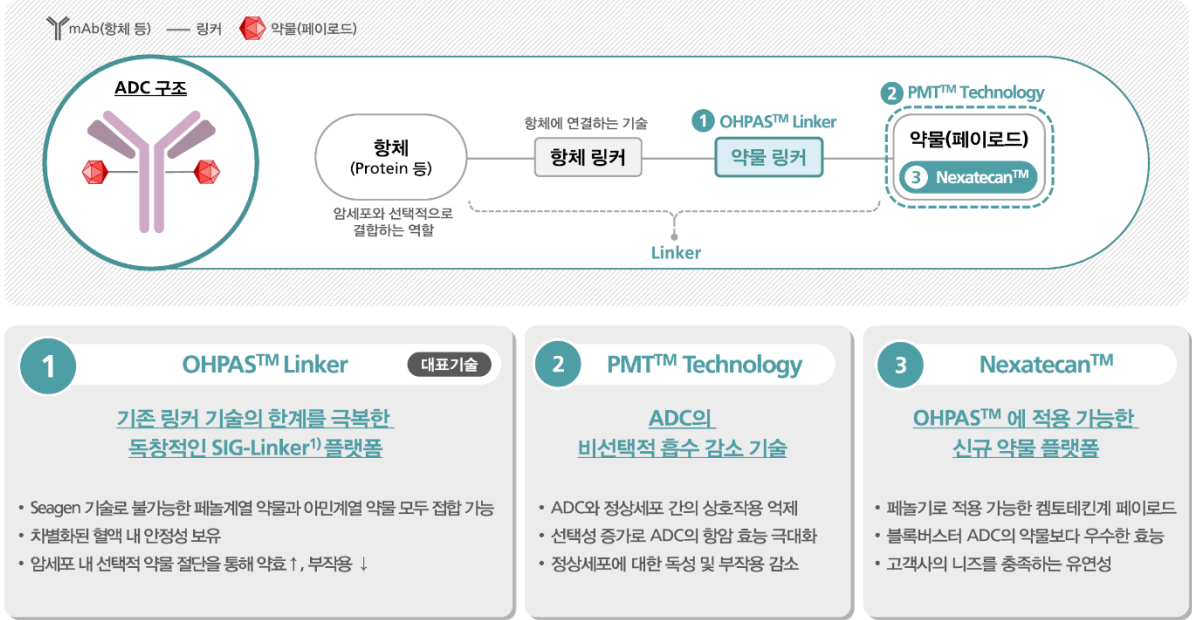 mAb(항체 등)
링커
약물(페이로드)
ADC 구조
항체
(Protein 등)
암세포와 선택적으로
결합하는 역할
항체에 연결하는 기술
항체 링커
1 OHPAS™ Linker
약물 링커
2 PMT™ Technology
약물(페이로드)
3 Nexatecan™
Linker
1 OHPAS™ Linker 대표기술
기존 링커 기술의 한계를 극복한
독창적인 SIG-Linker¹⁾ 플랫폼
• Seagen 기술로 불가능한 페놀계열 약물과 아민계열 약물 모두 접합 가능
• 차별화된 혈액 내 안정성 보유
• 암세포 내 선택적 약물 절단을 통해 약효↑, 부작용 ↓
2 PMT™ Technology
ADC의
비선택적 흡수 감소 기술
• ADC와 정상세포 간의 상호작용 억제
• 선택성 증가로 ADC의 항암 효능 극대화
• 정상세포에 대한 독성 및 부작용 감소
3 Nexatecan™
OHPAS™ 에 적용 가능한
신규 약물 플랫폼
• 페놀기로 적용 가능한 켐토테킨계 페이로드
• 블록버스터 ADC의 약물보다 우수한 효능
• 고객사의 니즈를 충족하는 유연성